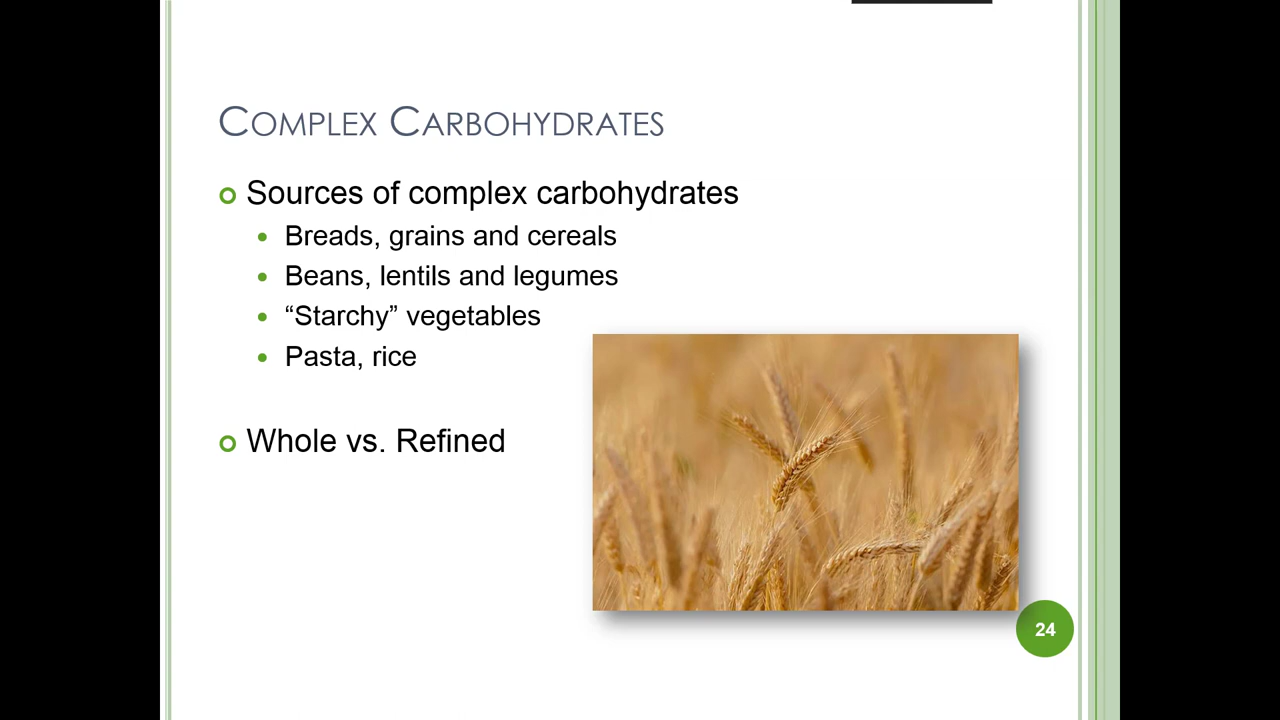 Complex Carbohydrates
Sources of complex carbohydrates
Breads, grains and cereals
Beans, lentils and legumes
“Starchy” vegetables
Pasta, rice
Whole vs. Refined
24